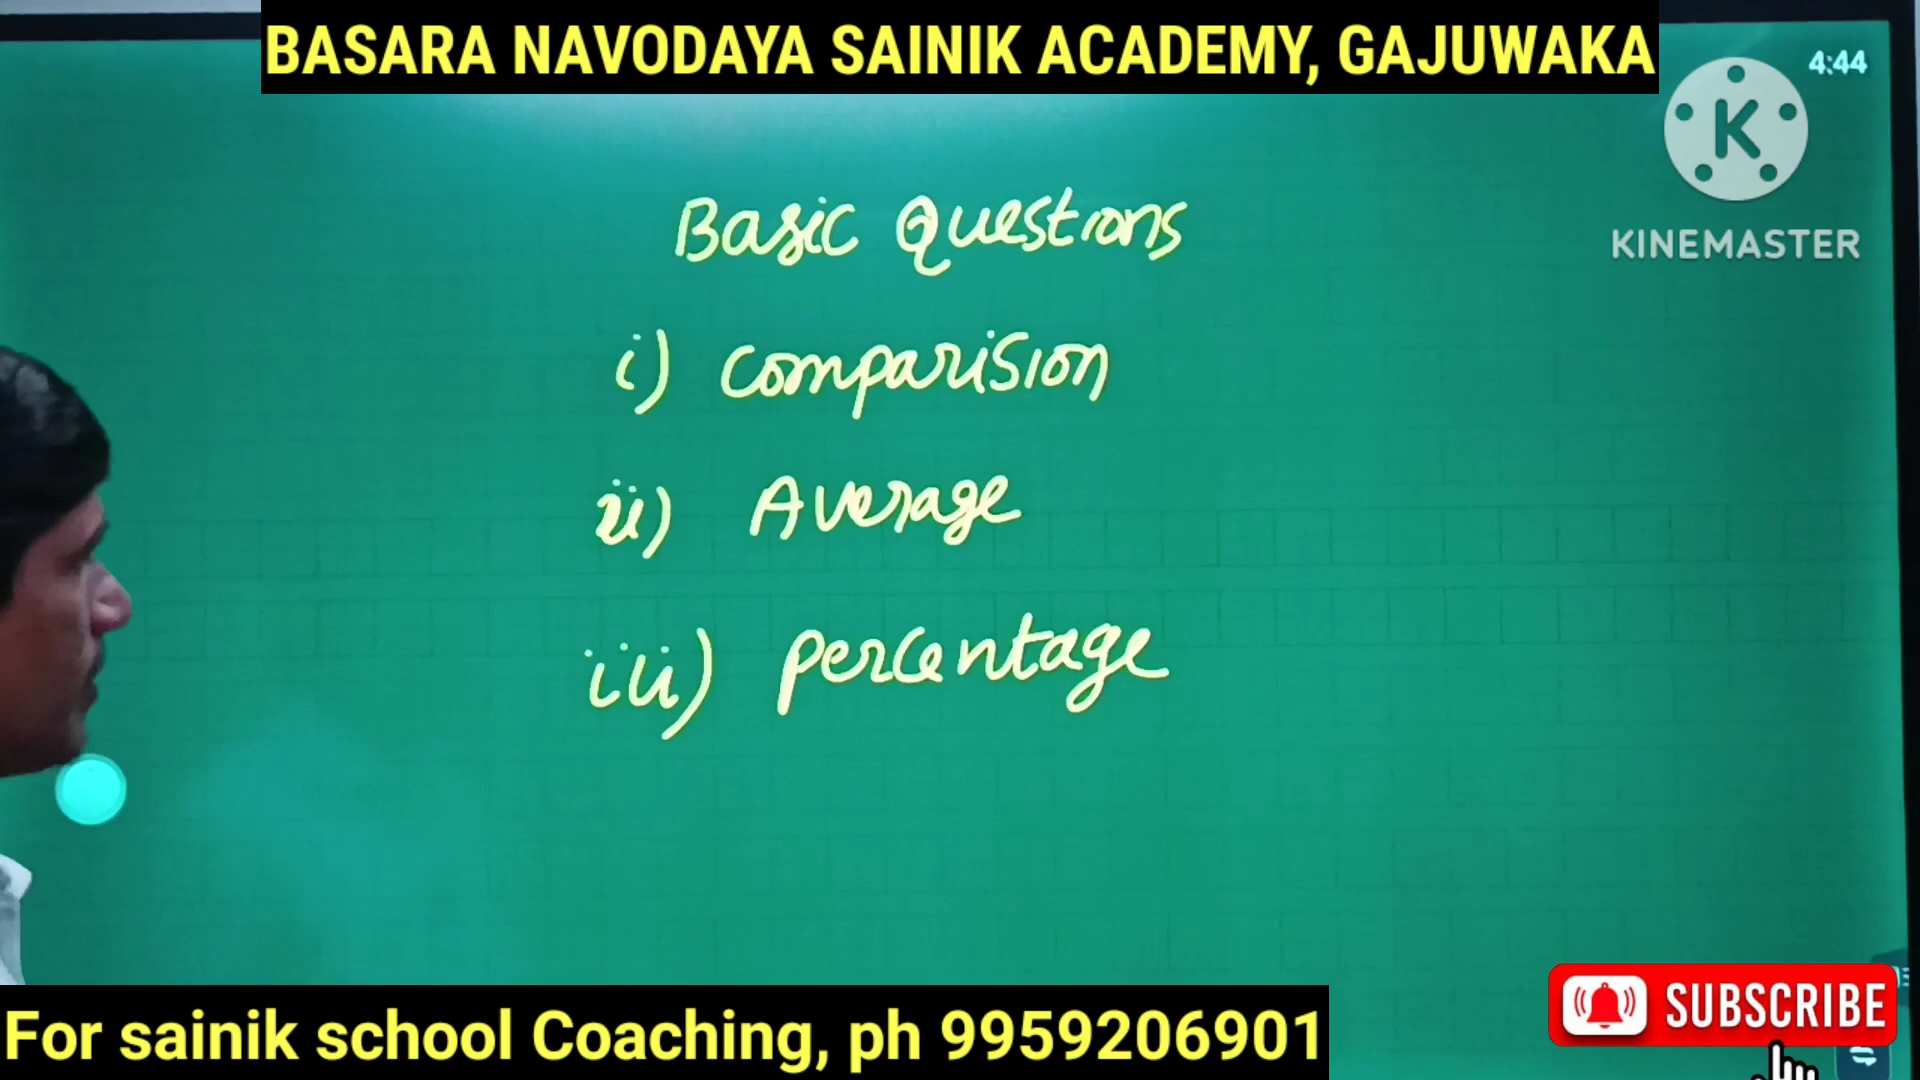 BASARA NAVODAYA SAINIK ACADEMY, GAJUWAKA
4:44
K
KINEMASTER
Basic Questions
i) Comparision
ii) Average
iii) Percentage
SUBSCRIBE
For sainik school Coaching, ph 9959206901